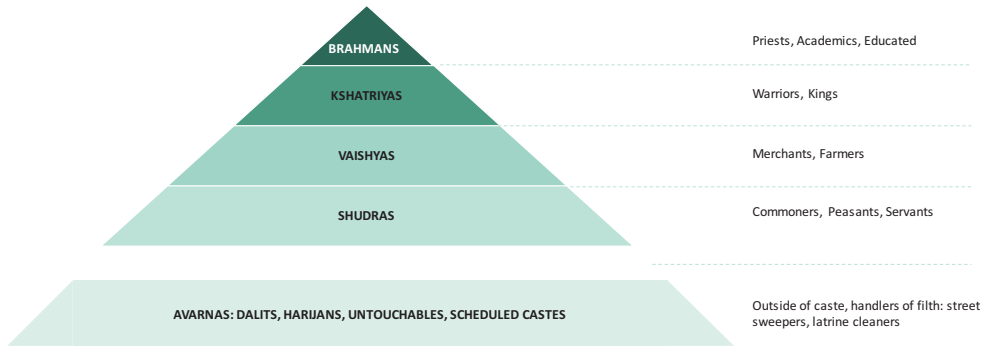 BRAHMANS
Priests, Academics, Educated
KSHATRIYAS
Warriors, Kings
VAISHYAS
Merchants, Farmers
SHUDRAS
Commoners, Peasants, Servants
AVARNAS: DALITS, HARIJANS, UNTOUCHABLES, SCHEDULED CASTES
Outside of caste, handlers of filth: street
sweepers, latrine cleaners